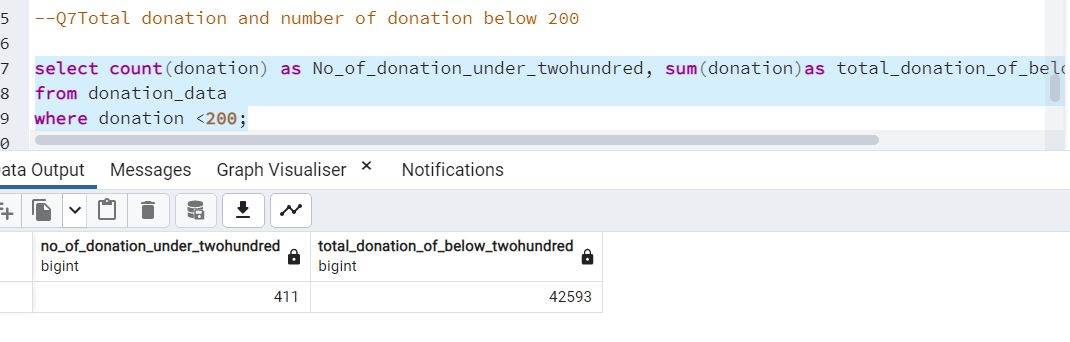 5 --Q7Total donation and number of donation below 200
6
7 select count(donation) as No_of_donation_under_twohundred, sum(donation)as total_donation_of_belo
8 from donation_data
9 where donation <200;
0
ata Output Messages Graph Visualiser × Notifications
no_of_donation_under_twohundred total_donation_of_below_twohundred
bigint bigint
411 42593